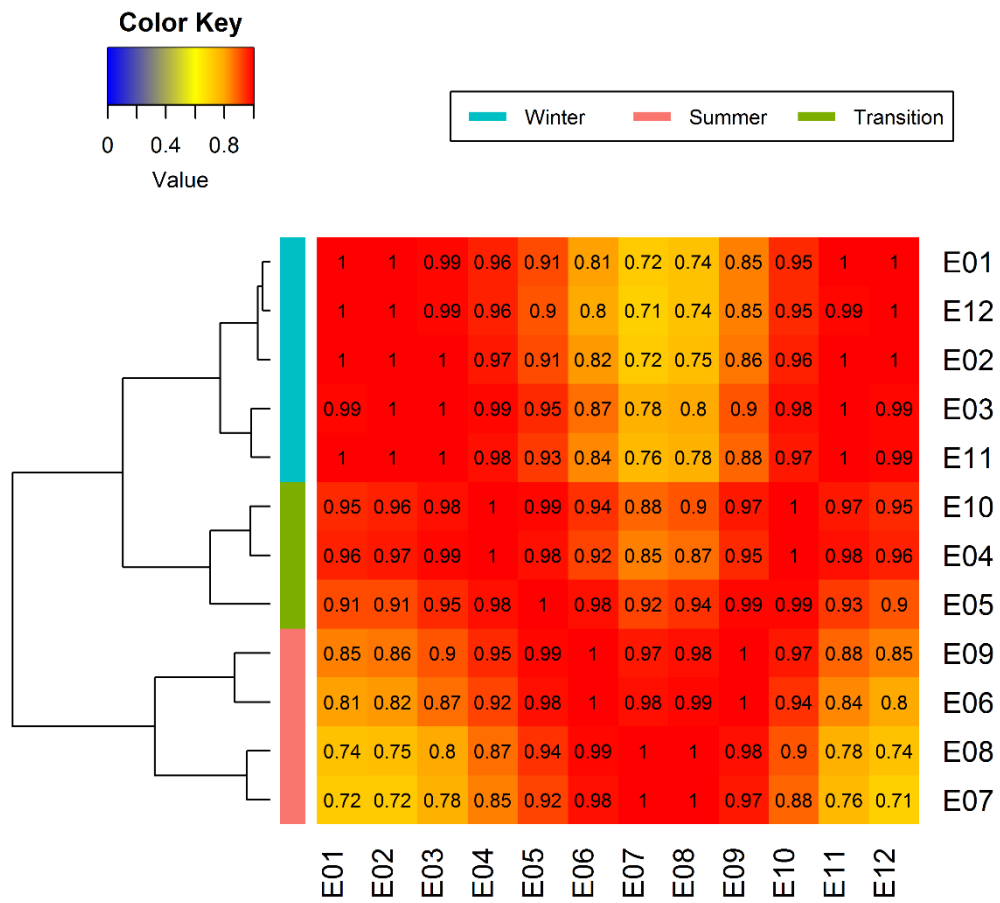 Color Key
0 0.4 0.8
Value
Winter Summer Transition
1 1 0.99 0.96 0.91 0.81 0.72 0.74 0.85 0.95 1 1 E01
1 1 0.99 0.96 0.9 0.8 0.71 0.74 0.85 0.95 0.99 1 E12
1 1 1 0.97 0.91 0.82 0.72 0.75 0.86 0.96 1 1 E02
0.99 1 1 0.99 0.95 0.87 0.78 0.8 0.9 0.98 1 0.99 E03
1 1 1 0.98 0.93 0.84 0.76 0.78 0.88 0.97 1 0.99 E11
0.95 0.96 0.98 1 0.99 0.94 0.88 0.9 0.97 1 0.97 0.95 E10
0.96 0.97 0.99 1 0.98 0.92 0.85 0.87 0.95 1 0.98 0.96 E04
0.91 0.91 0.95 0.98 1 0.98 0.92 0.94 0.99 0.99 0.93 0.9 E05
0.85 0.86 0.9 0.95 0.99 1 0.97 0.98 1 0.97 0.88 0.85 E09
0.81 0.82 0.87 0.92 0.98 1 0.98 0.99 1 0.94 0.84 0.8 E06
0.74 0.75 0.8 0.87 0.94 0.99 1 1 0.98 0.9 0.78 0.74 E08
0.72 0.72 0.78 0.85 0.92 0.98 1 1 0.97 0.88 0.76 0.71 E07
E01 E02 E03 E04 E05 E06 E07 E08 E09 E10 E11 E12